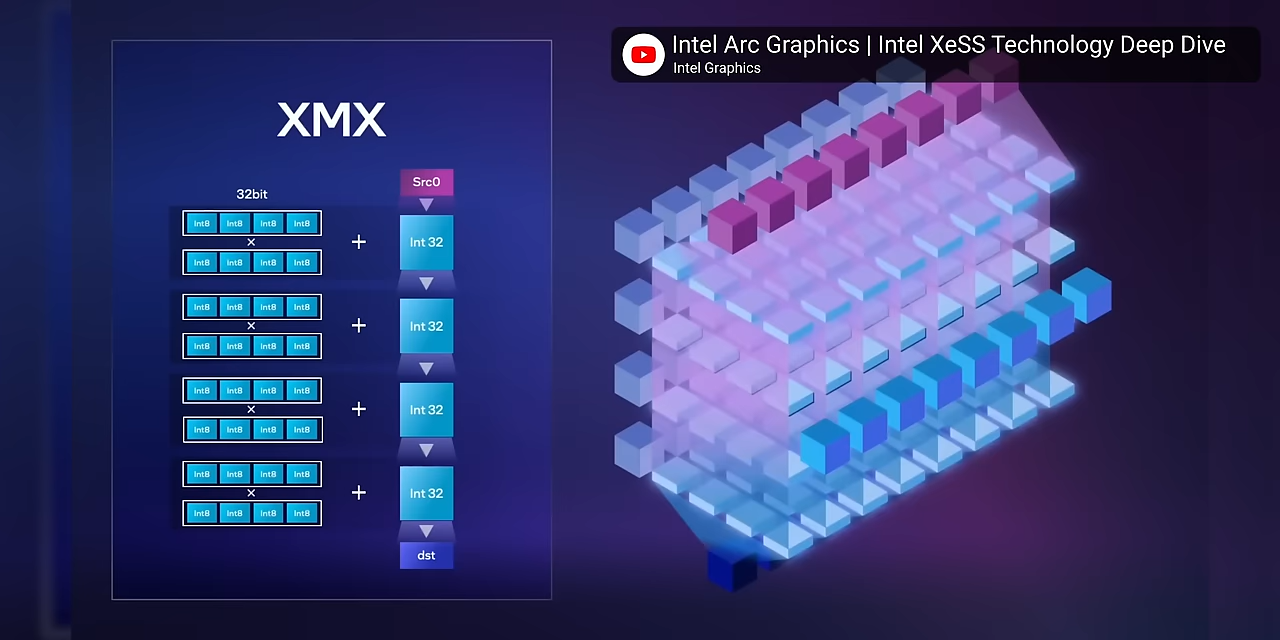 Intel Arc Graphics | Intel XeSS Technology Deep Dive
Intel Graphics
XMX
Src0
32bit
Int8 Int8 Int8 Int8
×
Int8 Int8 Int8 Int8
+
Int 32
Int8 Int8 Int8 Int8
×
Int8 Int8 Int8 Int8
+
Int 32
Int8 Int8 Int8 Int8
×
Int8 Int8 Int8 Int8
+
Int 32
Int8 Int8 Int8 Int8
×
Int8 Int8 Int8 Int8
+
Int 32
dst